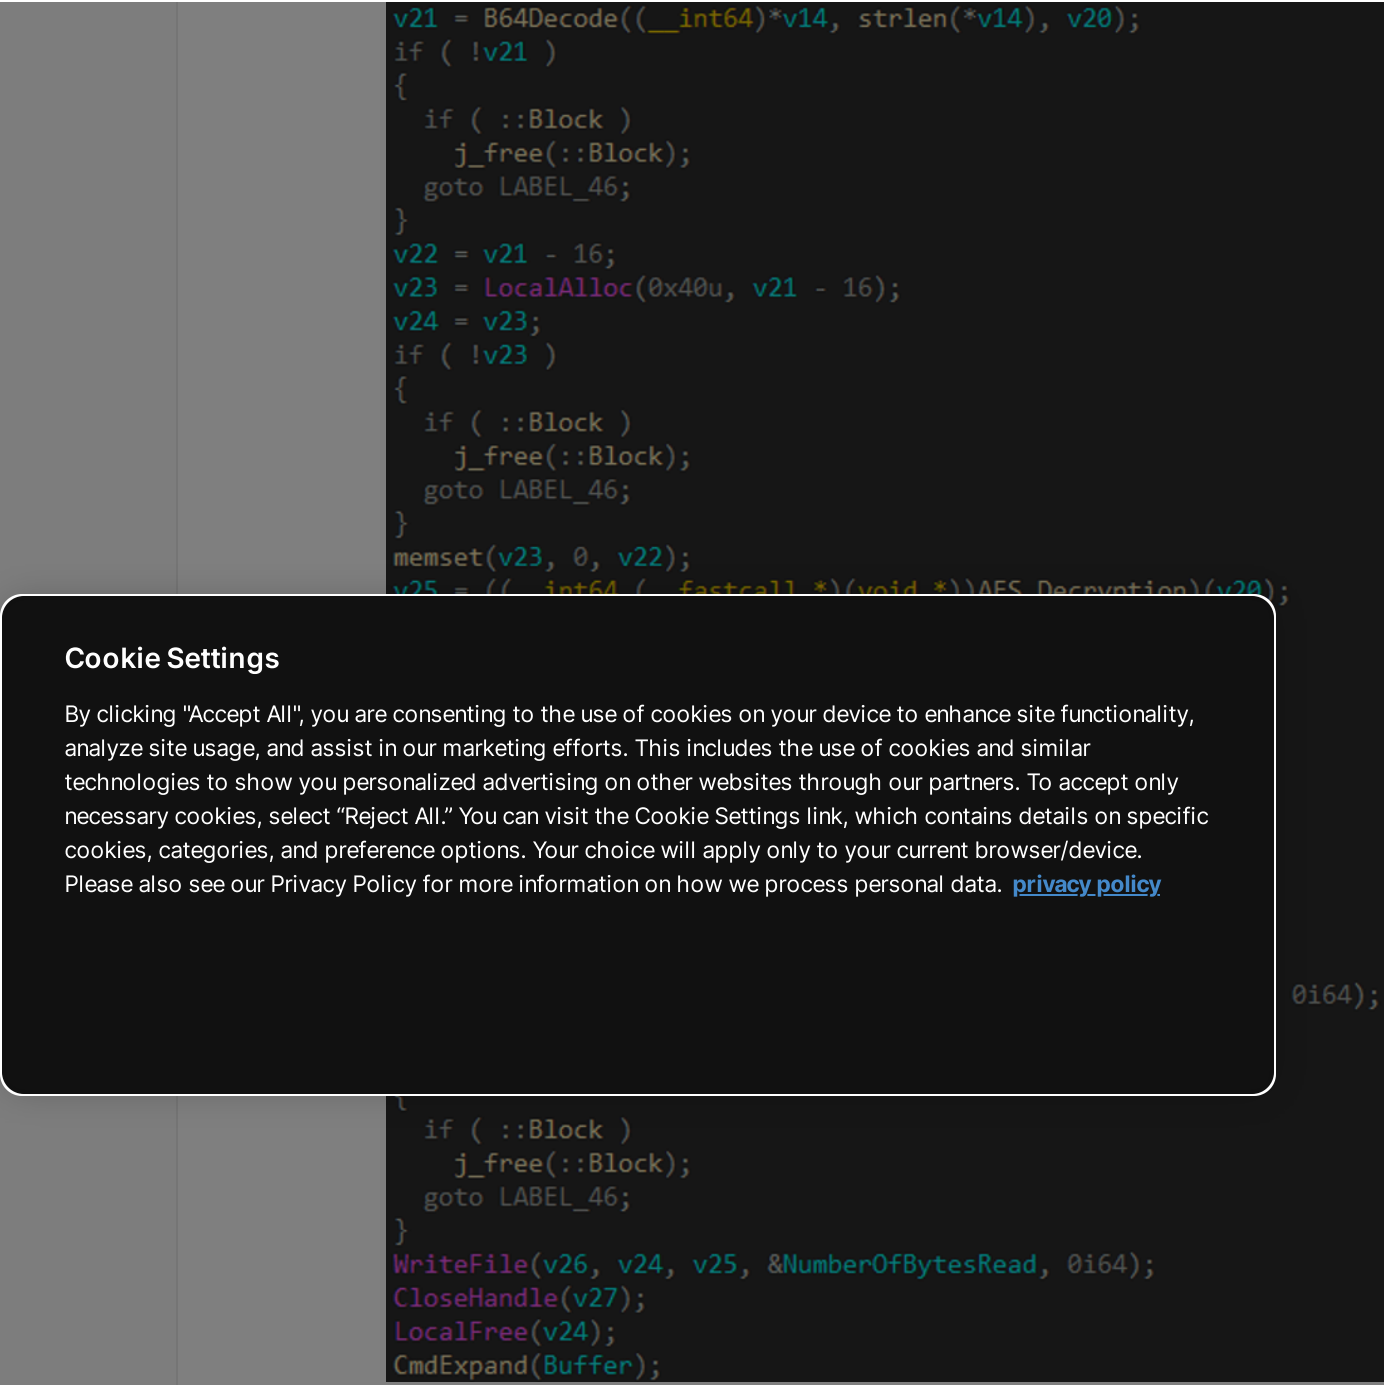 v21 = B64Decode((__int64)*v14, strlen(*v14), v20);
if ( !v21 )
{
if ( ::Block )
j_free(::Block);
goto LABEL_46;
}
v22 = v21 - 16;
v23 = LocalAlloc(0x40u, v21 - 16);
v24 = v23;
if ( !v23 )
{
if ( ::Block )
j_free(::Block);
goto LABEL_46;
}
memset(v23, 0, v22);
v25 = ((__int64 (__fastcall *)(void *))AES_Decryption)(v20);
Cookie Settings
By clicking "Accept All", you are consenting to the use of cookies on your device to enhance site functionality,
analyze site usage, and assist in our marketing efforts. This includes the use of cookies and similar
technologies to show you personalized advertising on other websites through our partners. To accept only
necessary cookies, select “Reject All.” You can visit the Cookie Settings link, which contains details on specific
cookies, categories, and preference options. Your choice will apply only to your current browser/device.
Please also see our Privacy Policy for more information on how we process personal data. privacy policy
0i64);
{
if ( ::Block )
j_free(::Block);
goto LABEL_46;
}
WriteFile(v26, v24, v25, &NumberOfBytesRead, 0i64);
CloseHandle(v27);
LocalFree(v24);
CmdExpand(Buffer);